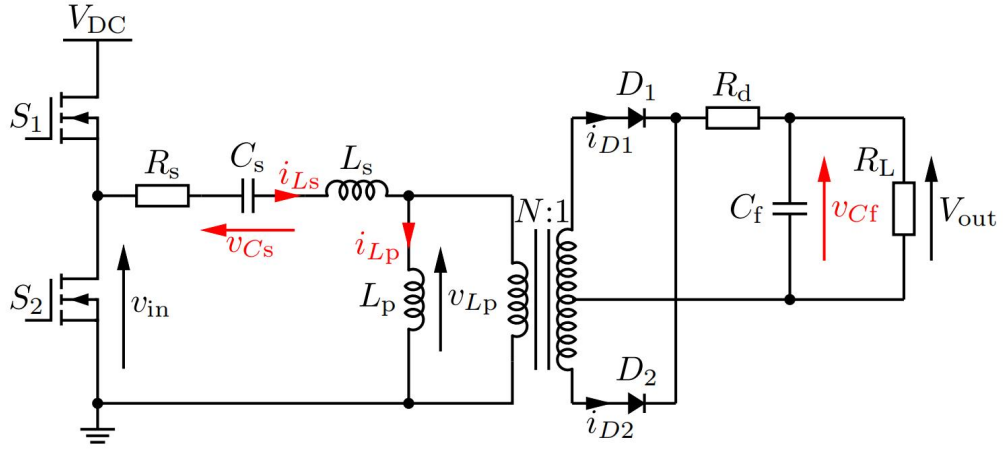 V_DC
S_1
R_s
C_s
i_Ls
L_s
v_Cs
i_Lp
S_2
v_in
L_p
v_Lp
N:1
D_1
i_D1
R_d
C_f
v_Cf
R_L
V_out
D_2
i_D2